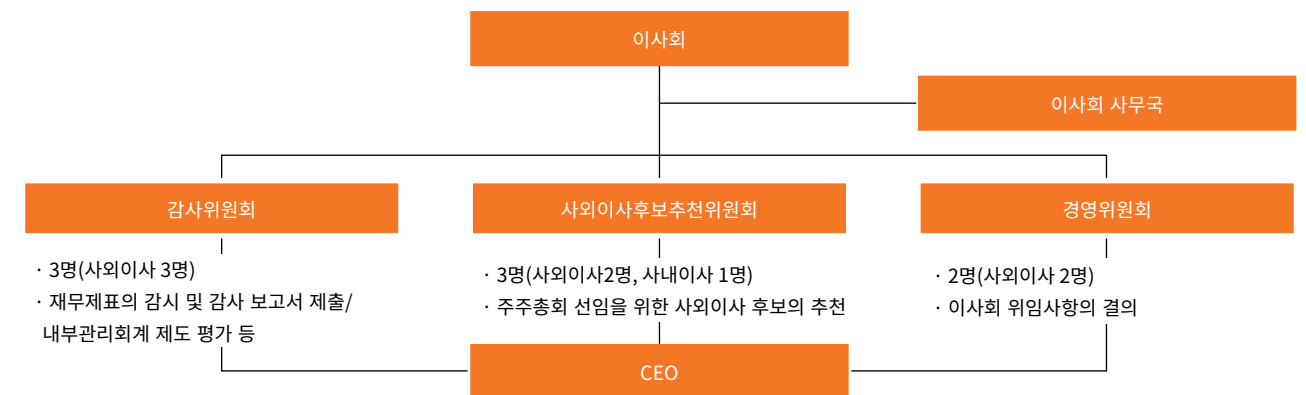 이사회
이사회 사무국
감사위원회
· 3명(사외이사 3명)
· 재무제표의 감시 및 감사 보고서 제출/
내부관리회계 제도 평가 등
사외이사후보추천위원회
· 3명(사외이사2명, 사내이사 1명)
· 주주총회 선임을 위한 사외이사 후보의 추천
경영위원회
· 2명(사외이사 2명)
· 이사회 위임사항의 결의
CEO